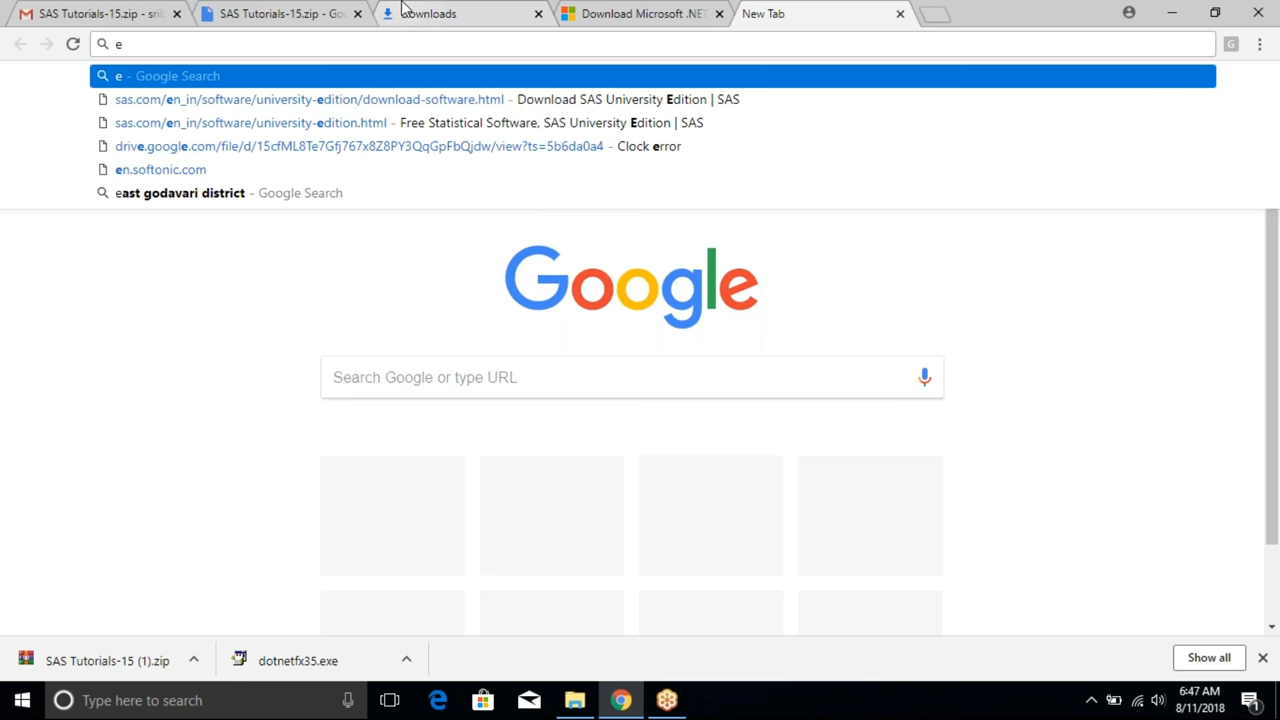 SAS Tutorials-15.zip - sril
SAS Tutorials-15.zip - Go
Downloads
Download Microsoft .NET
New Tab
e
G
e - Google Search
sas.com/en_in/software/university-edition/download-software.html - Download SAS University Edition | SAS
sas.com/en_in/software/university-edition.html - Free Statistical Software, SAS University Edition | SAS
drive.google.com/file/d/15cfML8Te7Gfj767x8Z8PY3QqGpFbQjdw/view?ts=5b6da0a4 - Clock error
en.softonic.com
east godavari district - Google Search
Google
Search Google or type URL
SAS Tutorials-15 (1).zip
dotnetfx35.exe
Show all
Type here to search
6:47 AM
8/11/2018
1